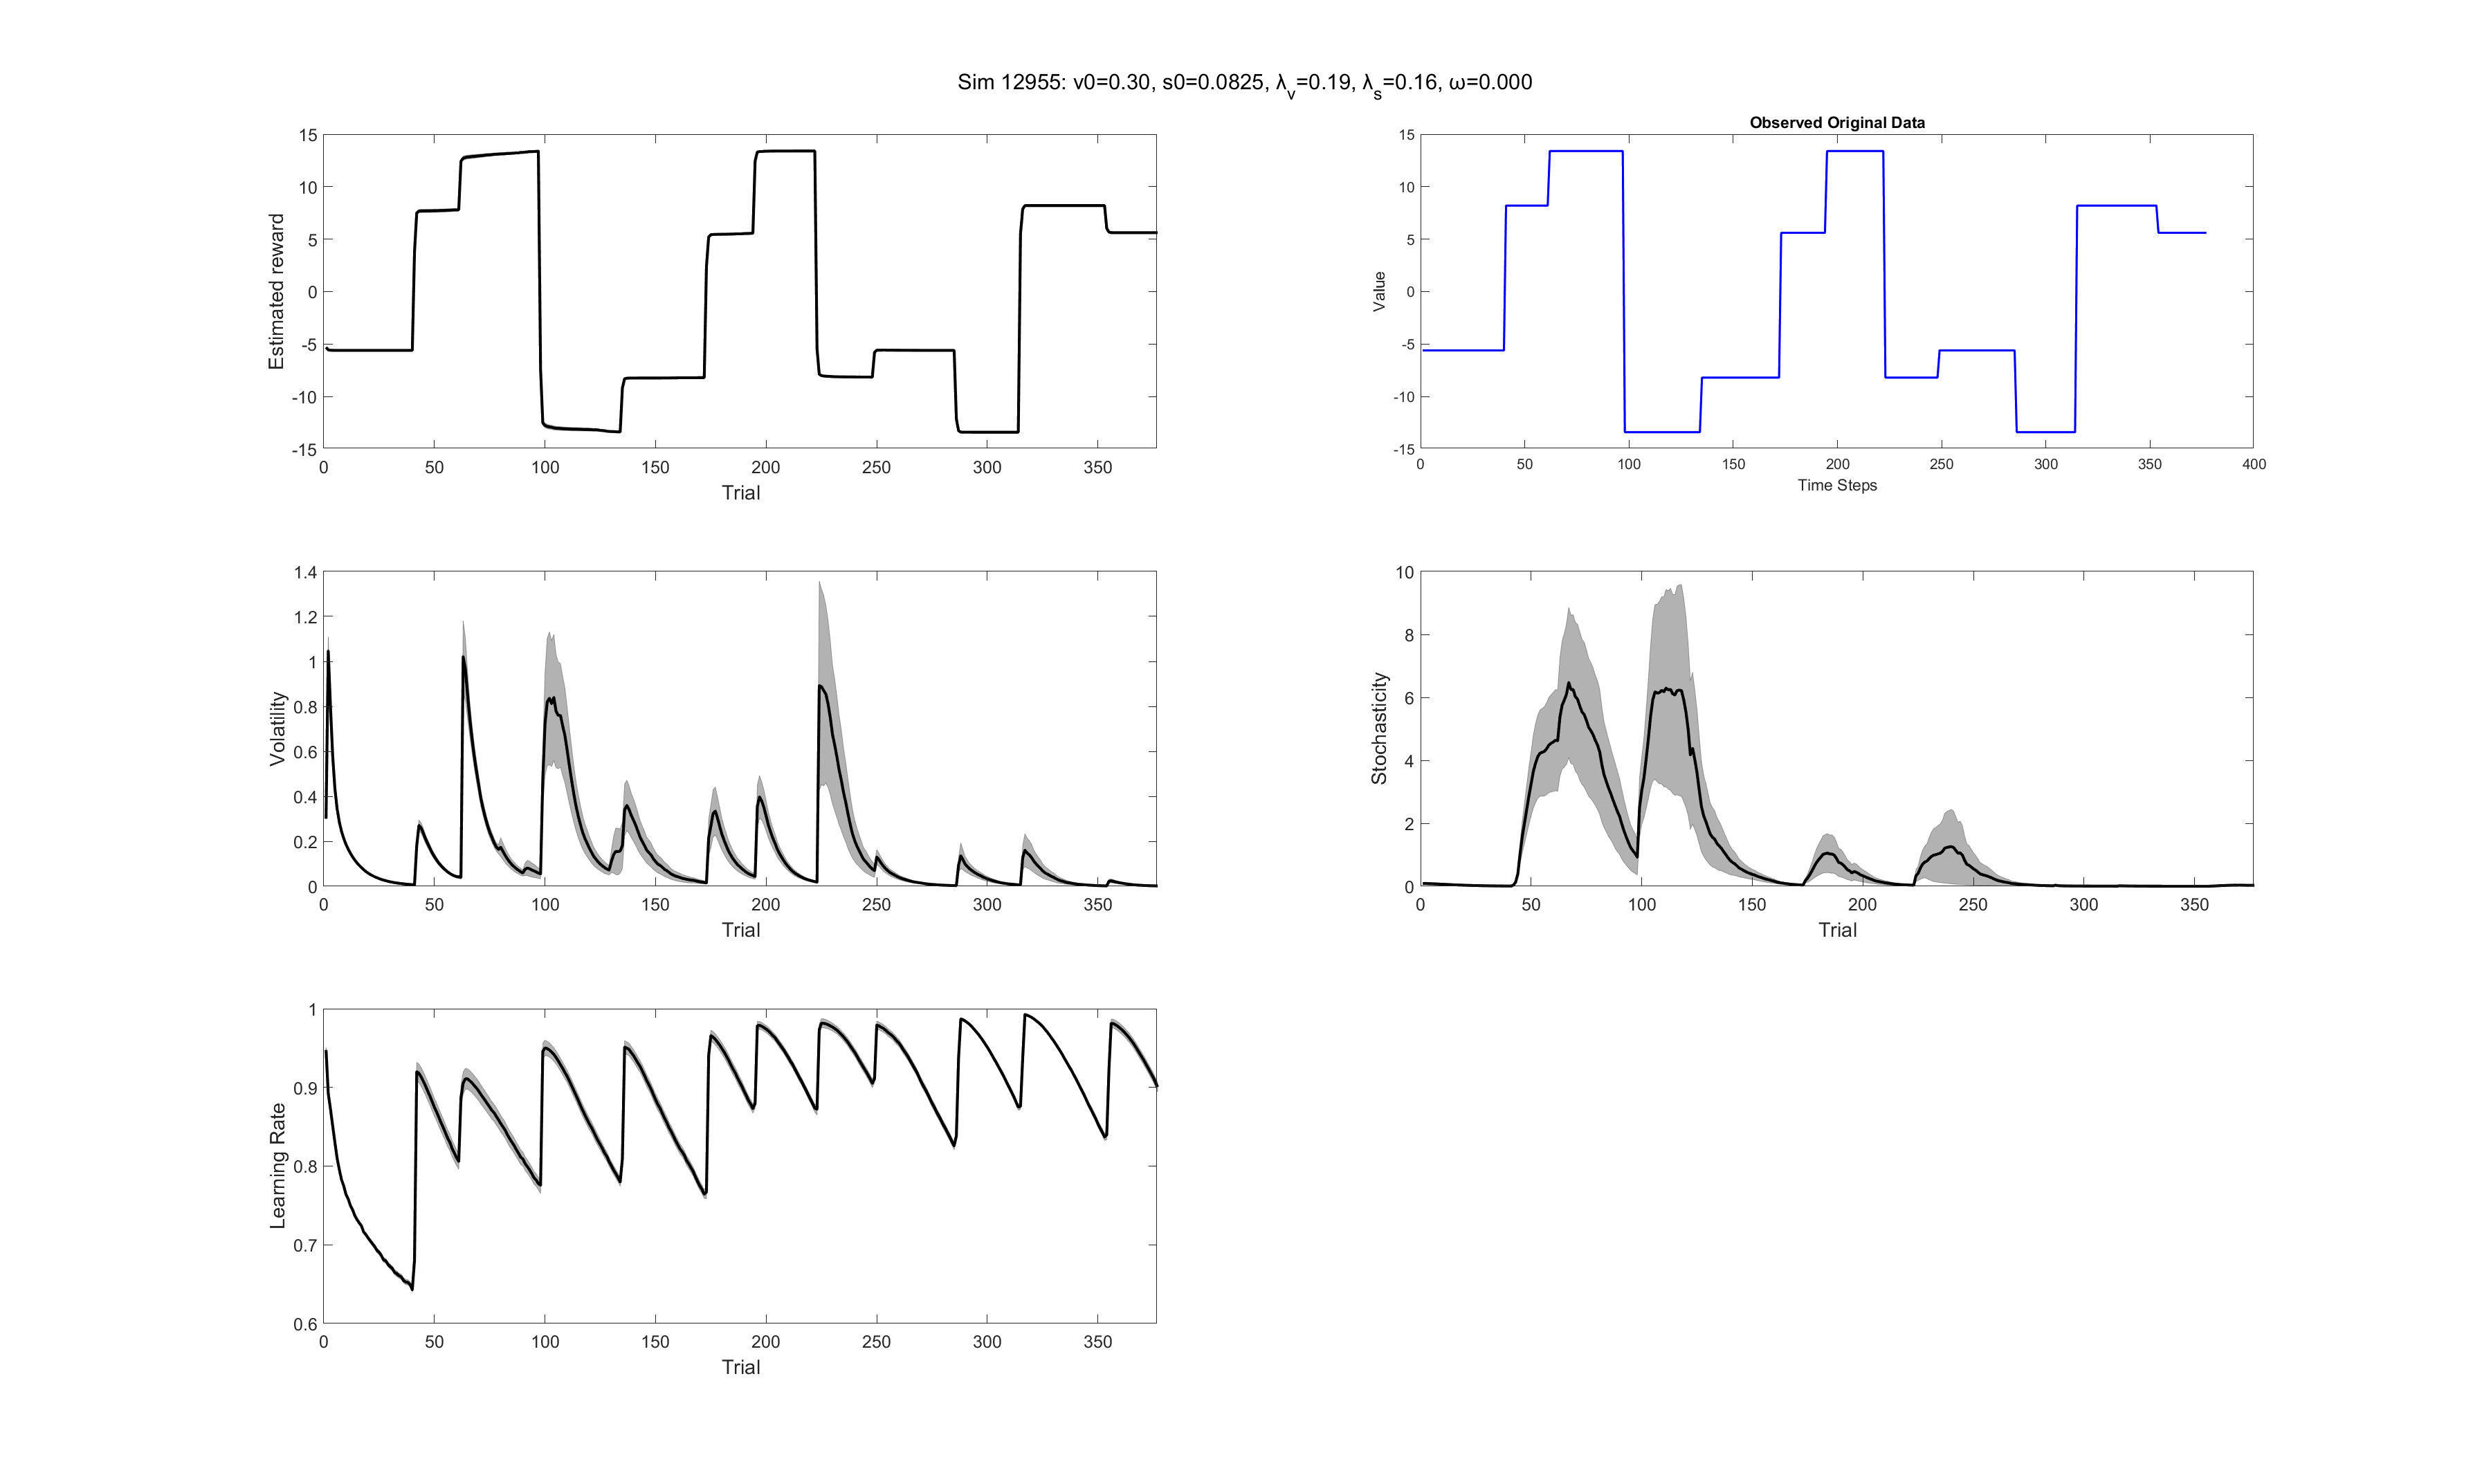 Sim 12955: v0=0.30, s0=0.0825, λv=0.19, λs=0.16, ω=0.000
15
10
5
0
-5
-10
-15
Estimated reward
0 50 100 150 200 250 300 350
Trial
Observed Original Data
15
10
5
0
-5
-10
-15
Value
0 50 100 150 200 250 300 350 400
Time Steps
1.4
1.2
1
0.8
0.6
0.4
0.2
0
Volatility
0 50 100 150 200 250 300 350
Trial
10
8
6
4
2
0
Stochasticity
0 50 100 150 200 250 300 350
Trial
1
0.9
0.8
0.7
0.6
Learning Rate
0 50 100 150 200 250 300 350
Trial